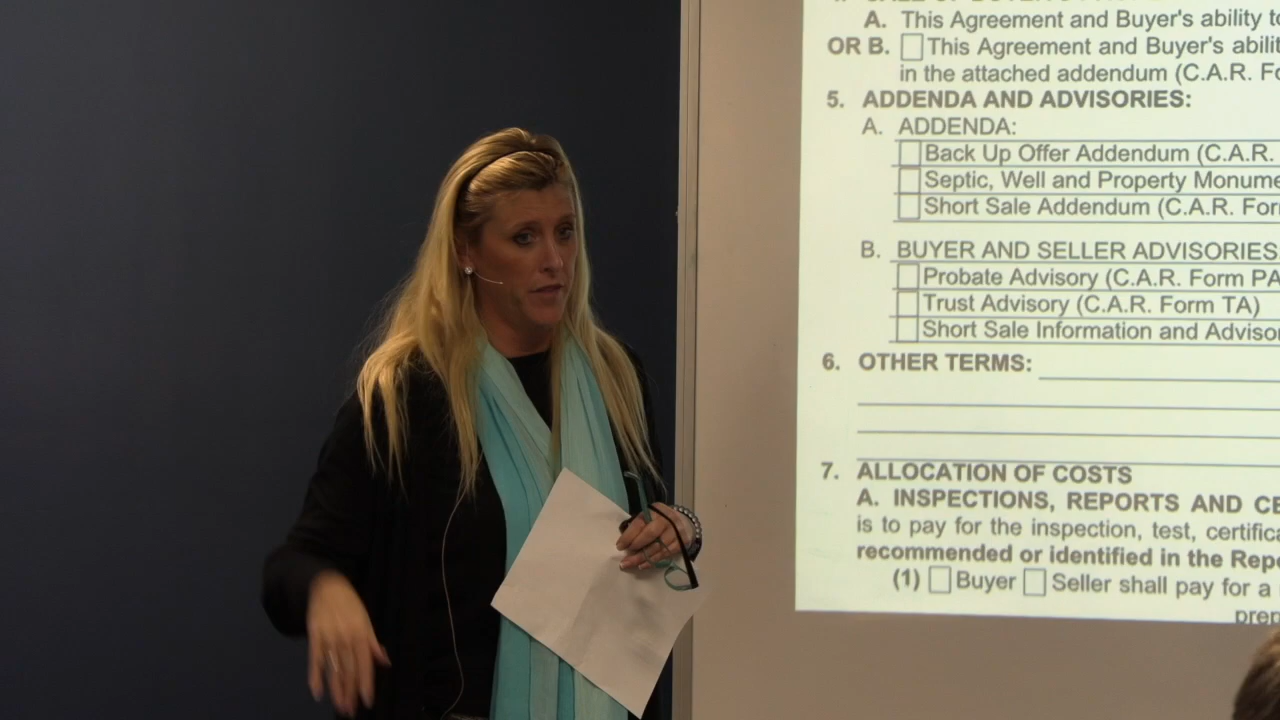 A. This Agreement and Buyer's ability to
OR B. This Agreement and Buyer's abilit
in the attached addendum (C.A.R. Fo
5. ADDENDA AND ADVISORIES:
A. ADDENDA:
Back Up Offer Addendum (C.A.R.
Septic, Well and Property Monume
Short Sale Addendum (C.A.R. For
B. BUYER AND SELLER ADVISORIES
Probate Advisory (C.A.R. Form PA
Trust Advisory (C.A.R. Form TA)
Short Sale Information and Adviso
6. OTHER TERMS:
7. ALLOCATION OF COSTS
A. INSPECTIONS, REPORTS AND CE
is to pay for the inspection, test, certifica
recommended or identified in the Repo
(1) Buyer Seller shall pay for a
prep